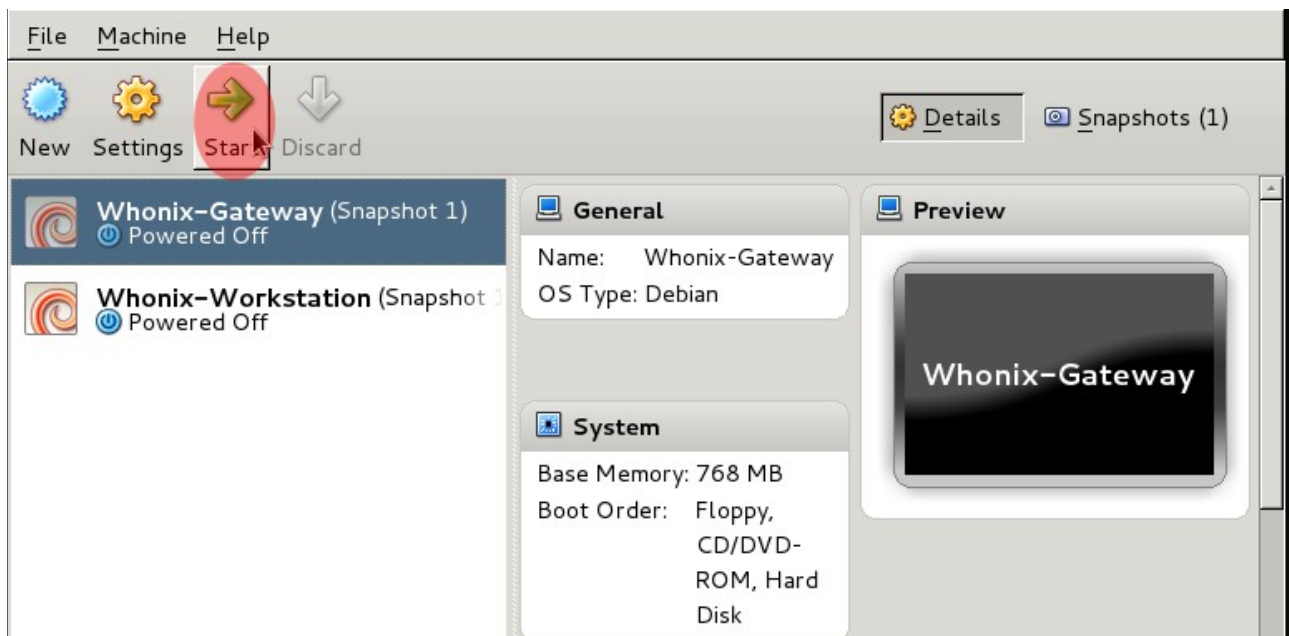 File Machine Help
New Settings Start Discard
Details Snapshots (1)
Whonix-Gateway (Snapshot 1)
Powered Off
Whonix-Workstation (Snapshot 1
Powered Off
General
Name: Whonix-Gateway
OS Type: Debian
System
Base Memory: 768 MB
Boot Order: Floppy,
CD/DVD-
ROM, Hard
Disk
Preview
Whonix-Gateway